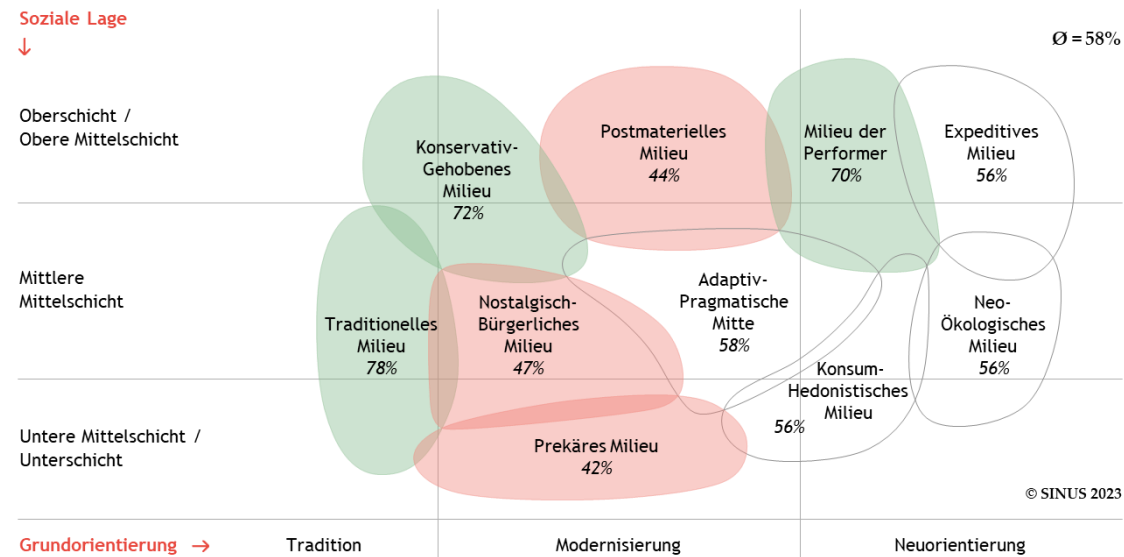 Soziale Lage
↓
Ø = 58%
Oberschicht /
Obere Mittelschicht
Konservativ-
Gehobenes
Milieu
72%
Postmaterielles
Milieu
44%
Milieu der
Performer
70%
Expeditives
Milieu
56%
Mittlere
Mittelschicht
Traditionelles
Milieu
78%
Nostalgisch-
Bürgerliches
Milieu
47%
Adaptiv-
Pragmatische
Mitte
58%
Neo-
Ökologisches
Milieu
56%
Konsum-
Hedonistisches
Milieu
56%
Untere Mittelschicht /
Unterschicht
Prekäres Milieu
42%
© SINUS 2023
Grundorientierung →
Tradition
Modernisierung
Neuorientierung